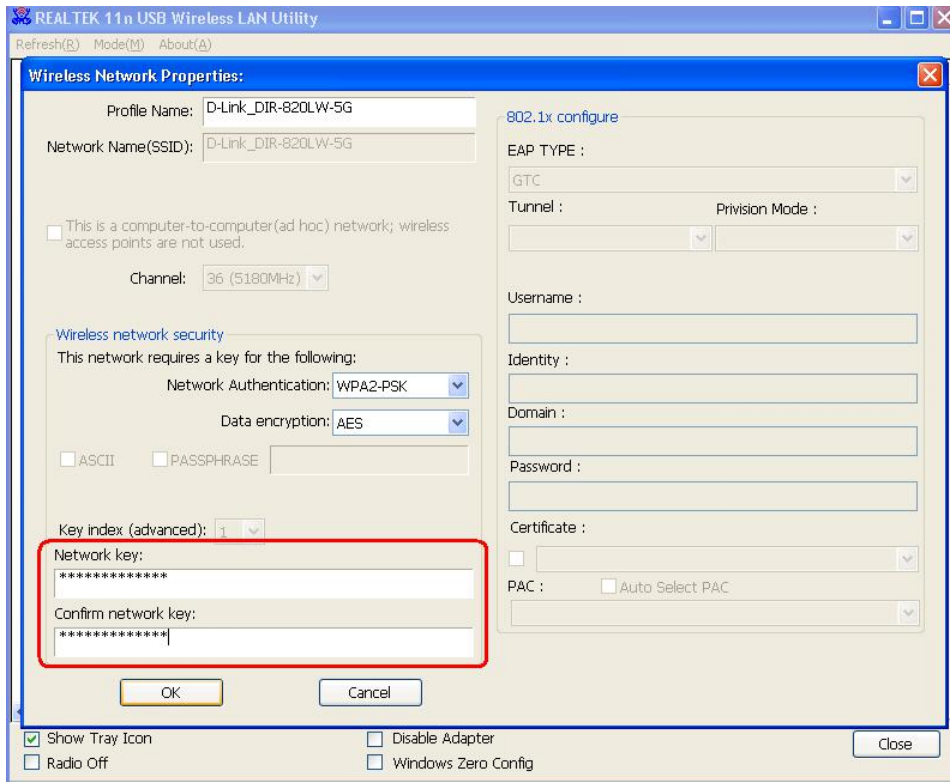 REALTEK 11n USB Wireless LAN Utility
Refresh(R) Mode(M) About(A)
Wireless Network Properties:
Profile Name: D-Link_DIR-820LW-5G
Network Name(SSID): D-Link_DIR-820LW-5G
This is a computer-to-computer(ad hoc) network; wireless
access points are not used.
Channel: 36 (5180MHz)
Wireless network security
This network requires a key for the following:
Network Authentication: WPA2-PSK
Data encryption: AES
ASCII PASSPHRASE
Key index (advanced): 1
Network key:
*************
Confirm network key:
*************
OK Cancel
802.1x configure
EAP TYPE :
GTC
Tunnel : Privision Mode :
Username :
Identity :
Domain :
Password :
Certificate :
PAC : Auto Select PAC
Show Tray Icon
Radio Off
Disable Adapter
Windows Zero Config
Close